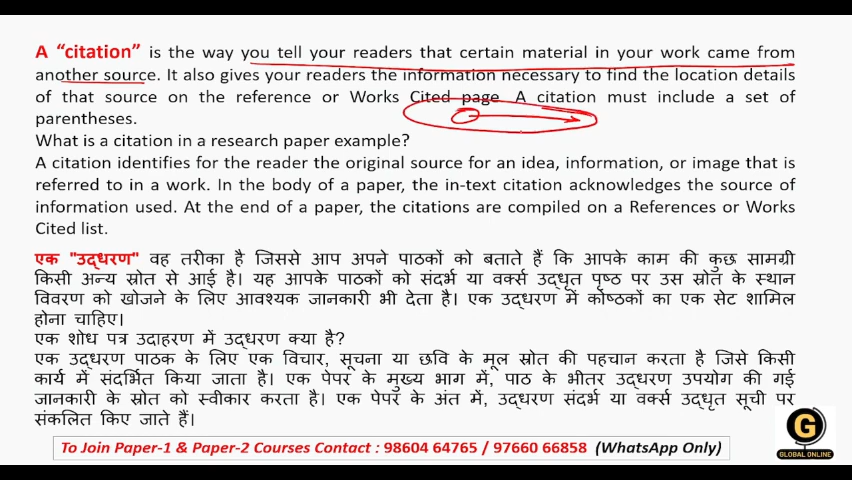 A “citation” is the way you tell your readers that certain material in your work came from
another source. It also gives your readers the information necessary to find the location details
of that source on the reference or Works Cited page. A citation must include a set of
parentheses.
What is a citation in a research paper example?
A citation identifies for the reader the original source for an idea, information, or image that is
referred to in a work. In the body of a paper, the in-text citation acknowledges the source of
information used. At the end of a paper, the citations are compiled on a References or Works
Cited list.
एक "उद्धरण" वह तरीका है जिससे आप अपने पाठकों को बताते हैं कि आपके काम की कुछ सामग्री
किसी अन्य स्रोत से आई है। यह आपके पाठकों को संदर्भ या वर्क्स उद्धृत पृष्ठ पर उस स्रोत के स्थान
विवरण को खोजने के लिए आवश्यक जानकारी भी देता है। एक उद्धरण में कोष्ठकों का एक सेट शामिल
होना चाहिए।
एक शोध पत्र उदाहरण में उद्धरण क्या है?
एक उद्धरण पाठक के लिए एक विचार, सूचना या छवि के मूल स्रोत की पहचान करता है जिसे किसी
कार्य में संदर्भित किया जाता है। एक पेपर के मुख्य भाग में, पाठ के भीतर उद्धरण उपयोग की गई
जानकारी के स्रोत को स्वीकार करता है। एक पेपर के अंत में, उद्धरण संदर्भ या वर्क्स उद्धृत सूची पर
संकलित किए जाते हैं।
To Join Paper-1 & Paper-2 Courses Contact : 98604 64765 / 97660 66858 (WhatsApp Only)
G
GLOBAL ONLINE